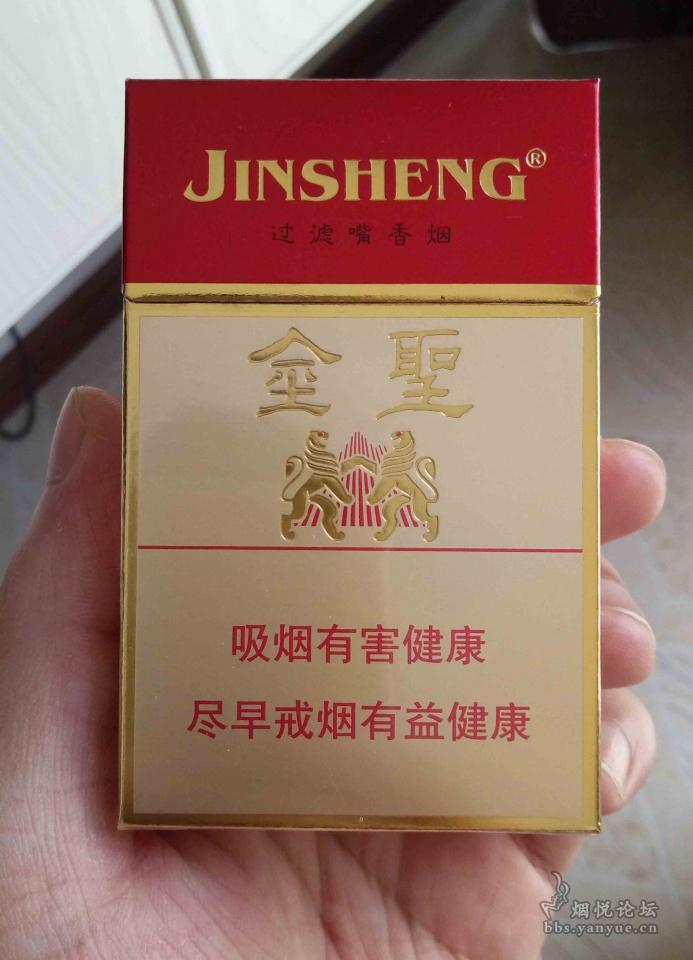 JINSHENG®
过滤嘴香烟
金聖
吸烟有害健康
尽早戒烟有益健康
烟悦论坛
bbs.yanyue.cn